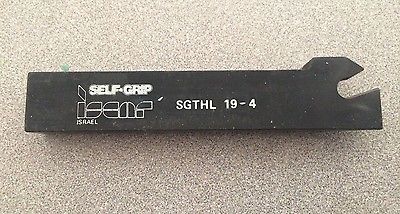 SELF-GRIP
iscar
ISRAEL
SGTHL 19-4